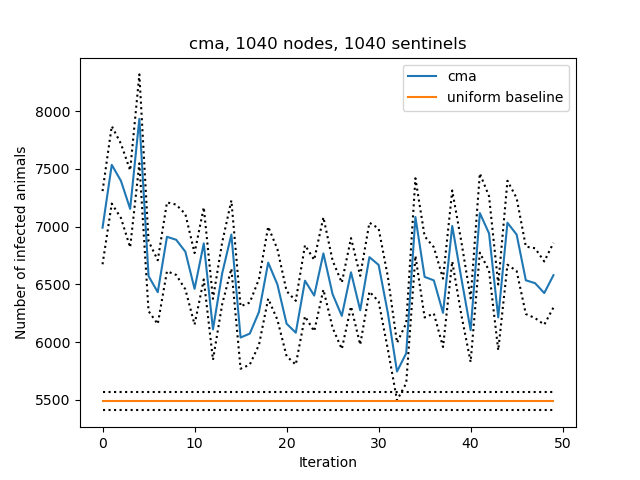 cma, 1040 nodes, 1040 sentinels
cma
uniform baseline
Number of infected animals
8000
7500
7000
6500
6000
5500
0 10 20 30 40 50
Iteration